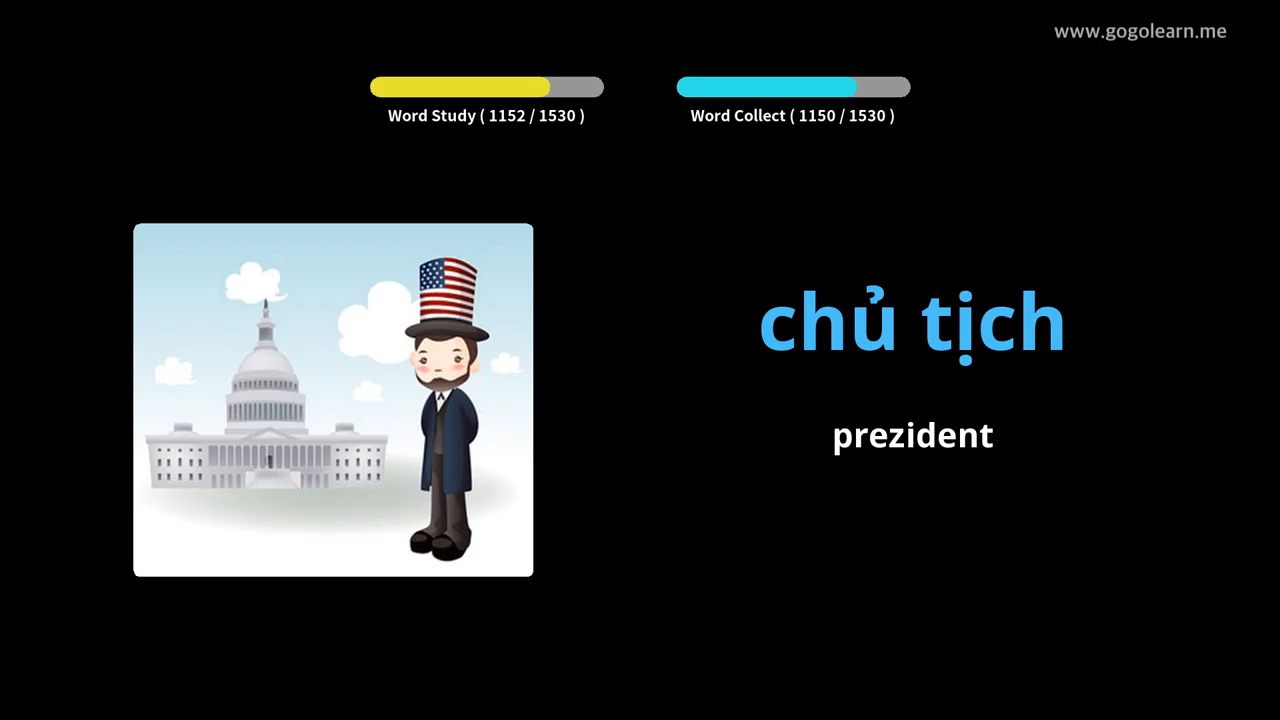 www.gogolearn.me
Word Study ( 1152 / 1530 )
Word Collect ( 1150 / 1530 )
chủ tịch
prezident